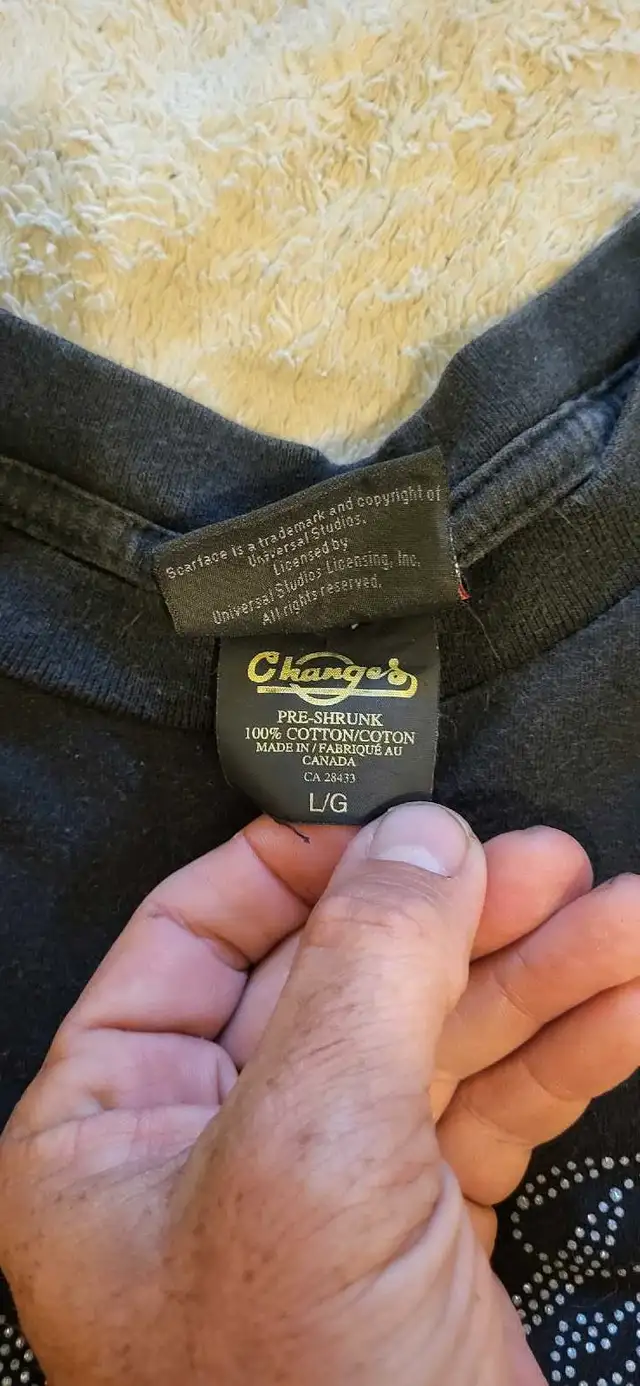 Scarface is a trademark and copyright of
Universal Studios.
Licensed by
Universal Studios Licensing, Inc.
All rights reserved.
Changes
PRE-SHRUNK
100% COTTON/COTON
MADE IN / FABRIQUÉ AU
CANADA
CA 28433
L/G